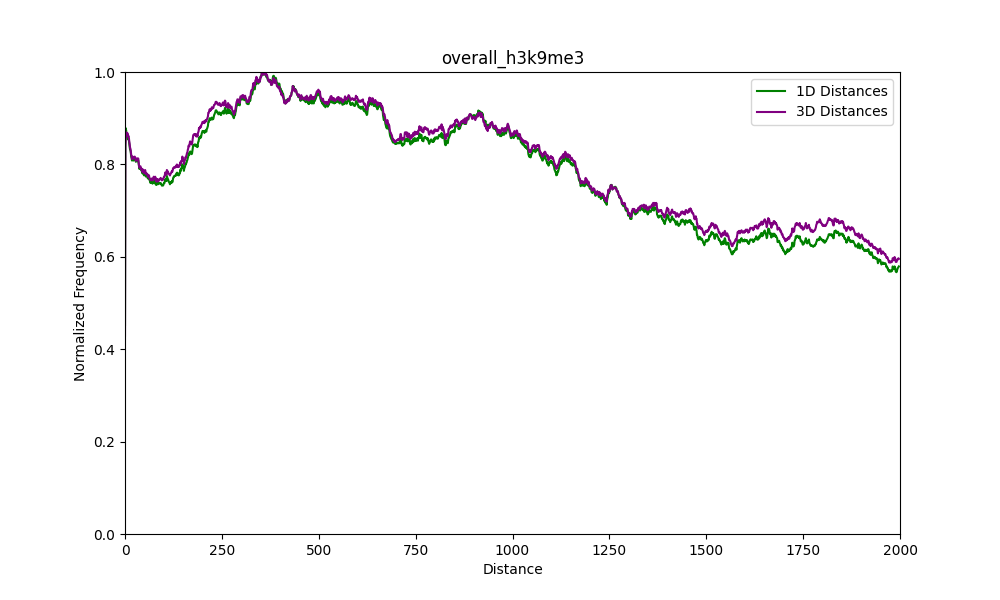 overall_h3k9me3
1D Distances
3D Distances
Normalized Frequency
1.0
0.8
0.6
0.4
0.2
0.0
0 250 500 750 1000 1250 1500 1750 2000
Distance